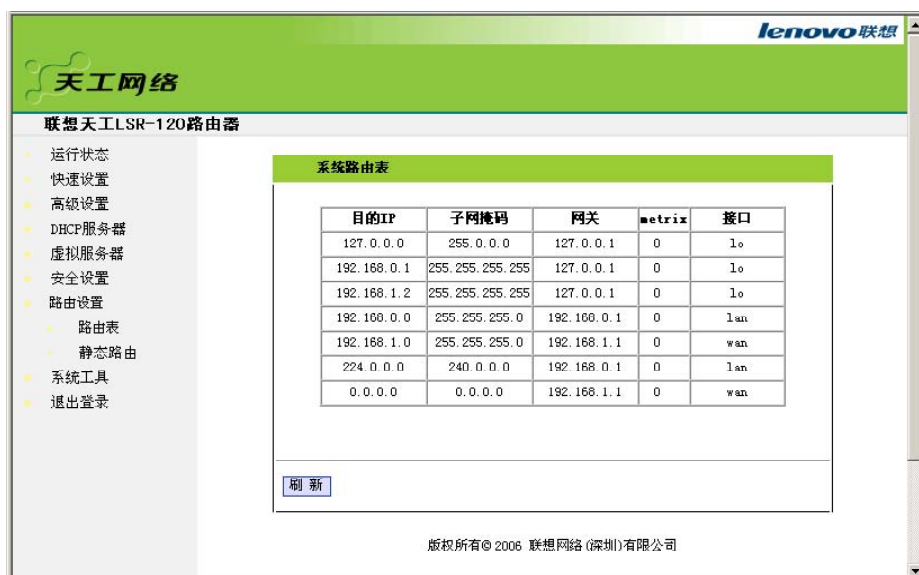 lenovo联想
天工网络
联想天工LSR-120路由器
运行状态
快速设置
高级设置
DHCP服务器
虚拟服务器
安全设置
路由设置
路由表
静态路由
系统工具
退出登录
系统路由表
目的IP 子网掩码 网关 metrix 接口
127.0.0.0 255.0.0.0 127.0.0.1 0 lo
192.168.0.1 255.255.255.255 127.0.0.1 0 lo
192.168.1.2 255.255.255.255 127.0.0.1 0 lo
192.168.0.0 255.255.255.0 192.168.0.1 0 lan
192.168.1.0 255.255.255.0 192.168.1.1 0 wan
224.0.0.0 240.0.0.0 192.168.0.1 0 lan
0.0.0.0 0.0.0.0 192.168.1.1 0 wan
刷 新
版权所有© 2006 联想网络(深圳)有限公司